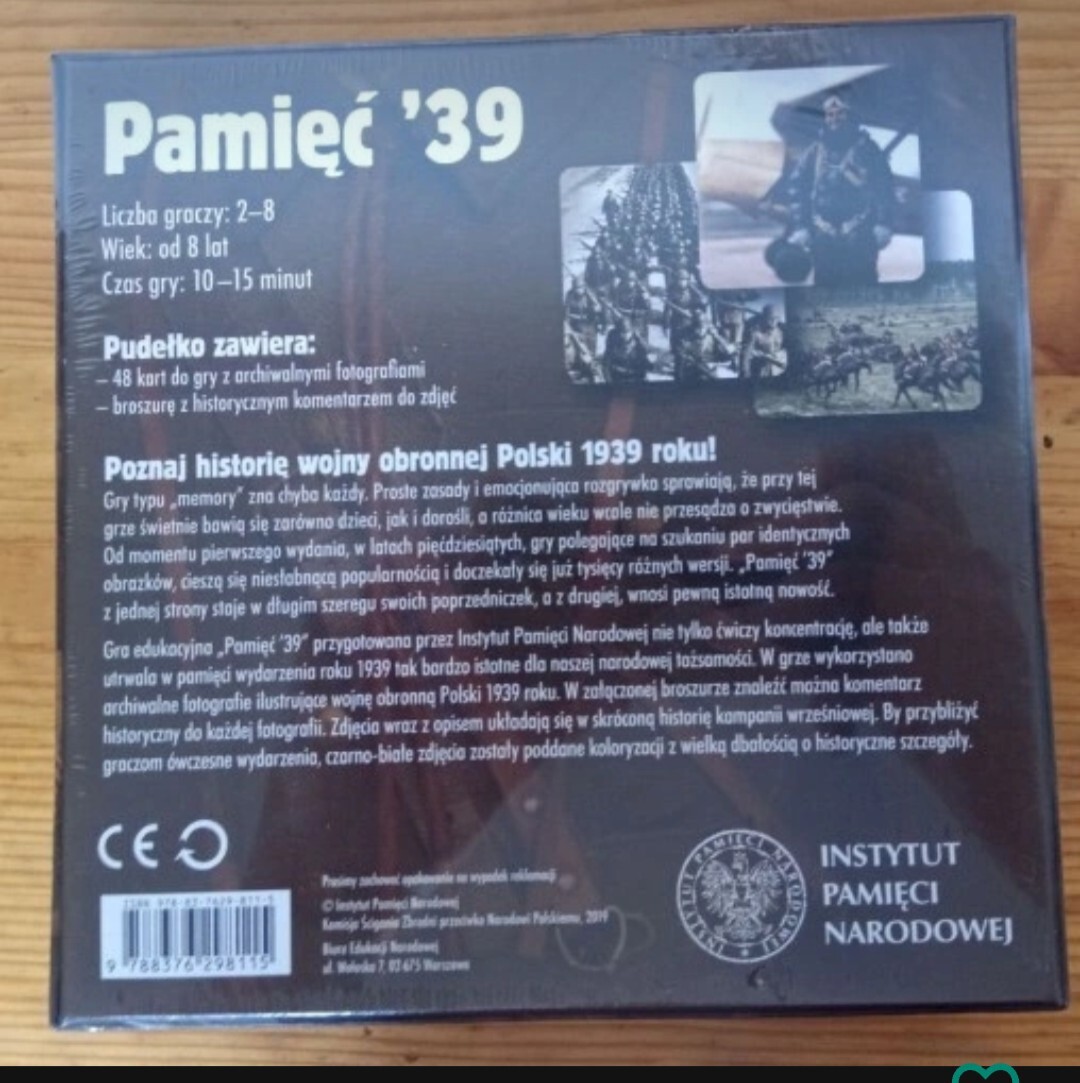 Pamięć '39
Liczba graczy: 2–8
Wiek: od 8 lat
Czas gry: 10–15 minut
Pudełko zawiera:
– 48 kart do gry z archiwalnymi fotografiami
– broszurę z historycznym komentarzem do zdjęć
Poznaj historię wojny obronnej Polski 1939 roku!
Gry typu „memory” zna chyba każdy. Proste zasady i emocjonująca rozgrywka sprawiają, że przy tej
grze świetnie bawią się zarówno dzieci, jak i dorośli, a różnica wieku wcale nie przesądza o zwycięstwie.
Od momentu pierwszego wydania, w latach pięćdziesiątych, gry polegające na szukaniu par identycznych
obrazków, cieszą się niesłabnącą popularnością i doczekały się już tysięcy różnych wersji. „Pamięć '39”
z jednej strony staje w długim szeregu swoich poprzedniczek, a z drugiej, wnosi pewną istotną nowość.
Gra edukacyjna „Pamięć '39” przygotowana przez Instytut Pamięci Narodowej nie tylko ćwiczy koncentrację, ale także
utrwala w pamięci wydarzenia roku 1939 tak bardzo istotne dla naszej narodowej tożsamości. W grze wykorzystano
archiwalne fotografie ilustrujące wojnę obronną Polski 1939 roku. W załączonej broszurze znaleźć można komentarz
historyczny do każdej fotografii. Zdjęcia wraz z opisem układają się w skróconą historię kampanii wrześniowej. By przybliżyć
graczom ówczesne wydarzenia, czarno-białe zdjęcia zostały poddane koloryzacji z wielką dbałością o historyczne szczegóły.
CE
Prosimy zachować opakowanie na wypadek reklamacji
© Instytut Pamięci Narodowej
Komisja Ścigania Zbrodni przeciwko Narodowi Polskiemu, 2019
Biuro Edukacji Narodowej
ul. Wołoska 7, 02-675 Warszawa
ISBN 978-83-7629-811-5
9 788376 298115
INSTYTUT PAMIĘCI NARODOWEJ
INSTYTUT
PAMIĘCI
NARODOWEJ